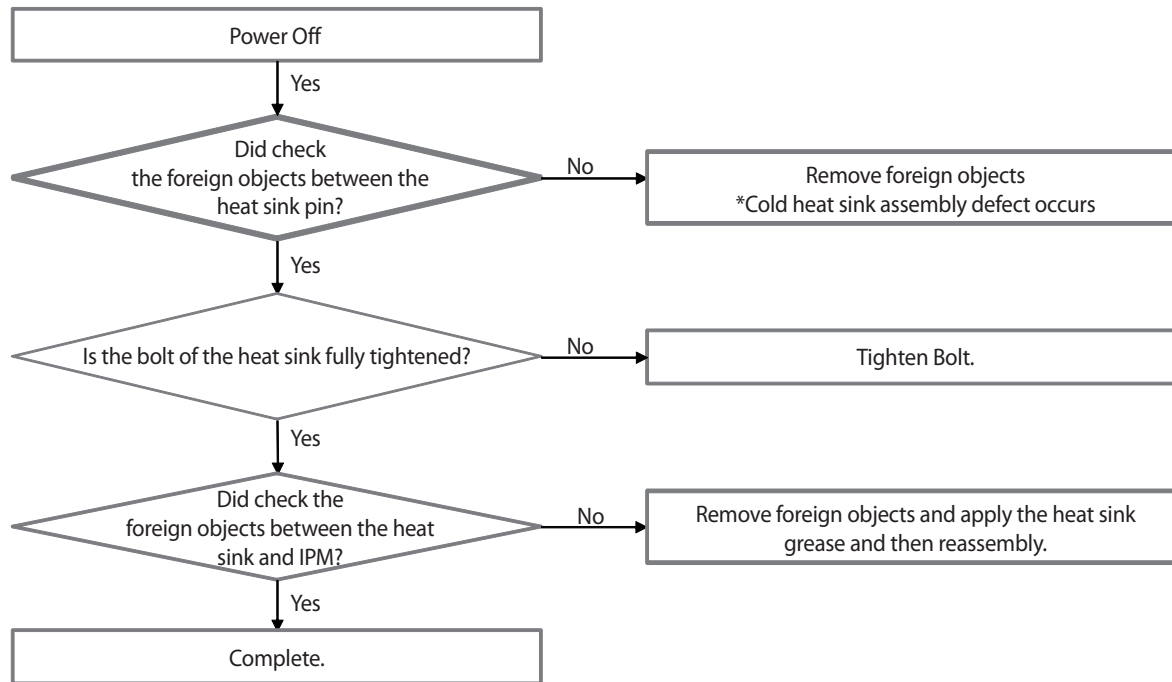 Power Off
Yes
Did check
the foreign objects between the
heat sink pin?
No
Remove foreign objects
*Cold heat sink assembly defect occurs
Yes
Is the bolt of the heat sink fully tightened?
No
Tighten Bolt.
Yes
Did check the
foreign objects between the heat
sink and IPM?
No
Remove foreign objects and apply the heat sink
grease and then reassembly.
Yes
Complete.